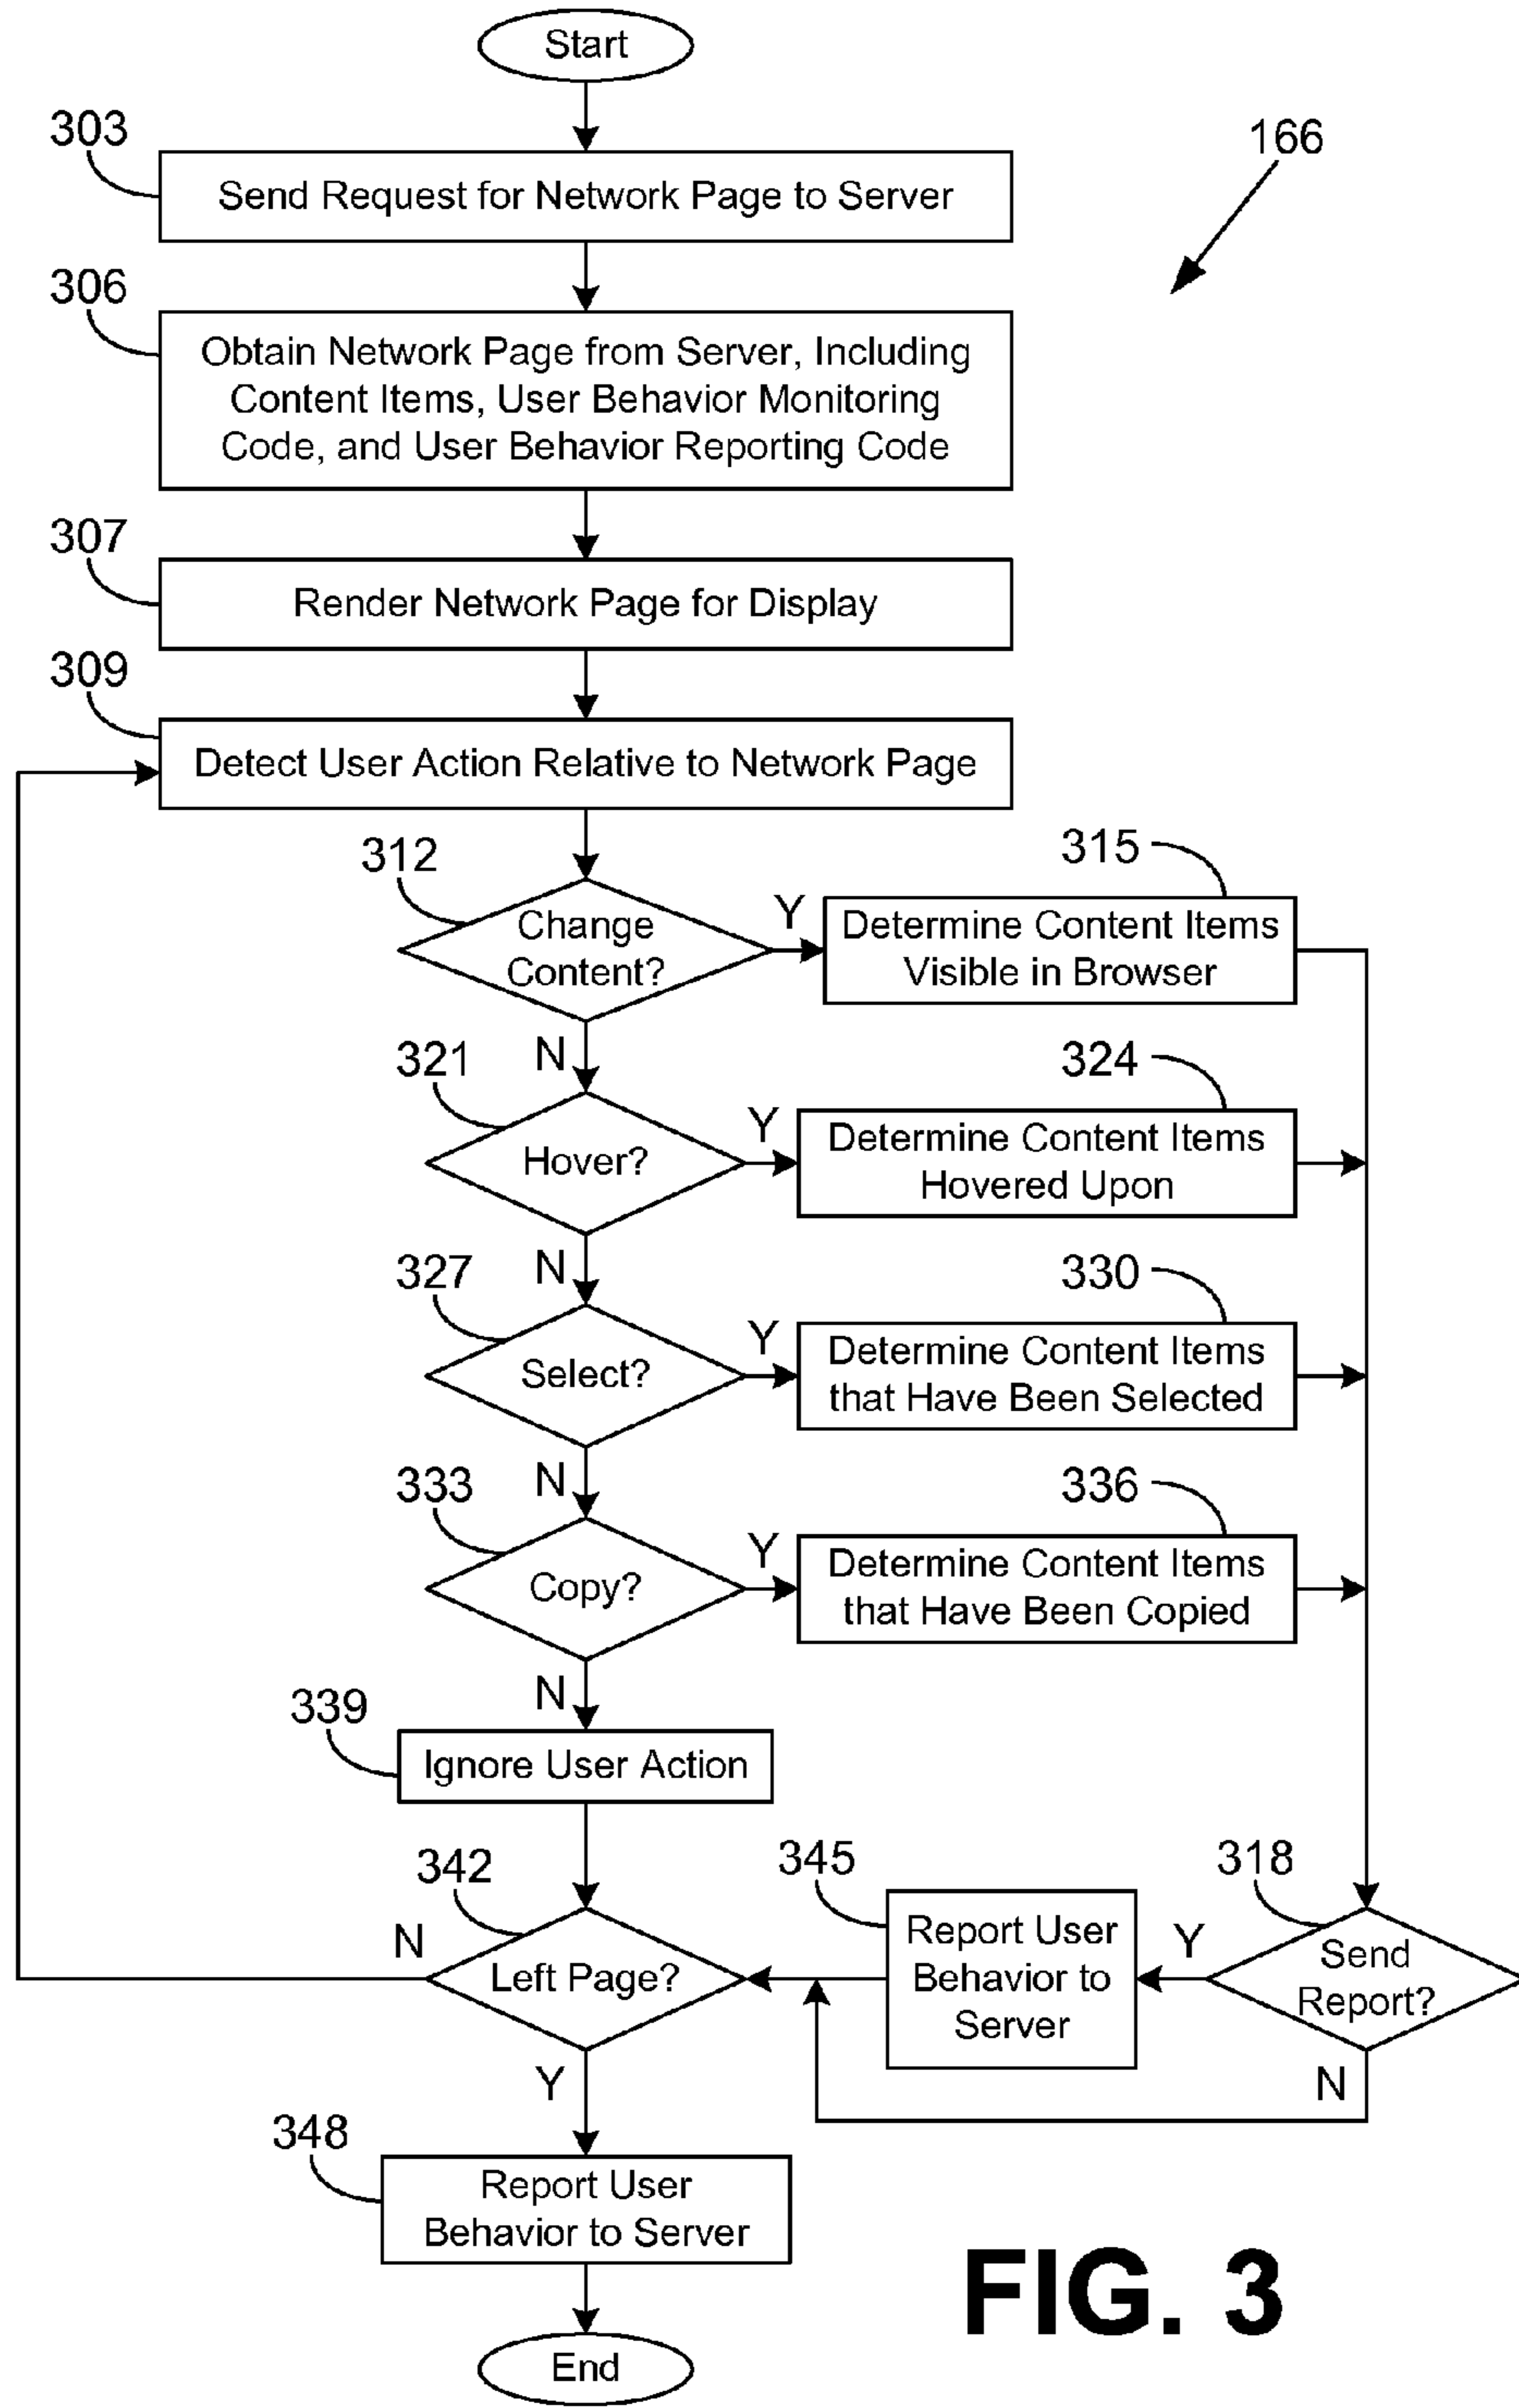 Start
303
166
Send Request for Network Page to Server
306
Obtain Network Page from Server, Including
Content Items, User Behavior Monitoring
Code, and User Behavior Reporting Code
307
Render Network Page for Display
309
Detect User Action Relative to Network Page
312
Change
Content?
Y
315
Determine Content Items
Visible in Browser
N
321
Hover?
Y
324
Determine Content Items
Hovered Upon
N
327
Select?
Y
330
Determine Content Items
that Have Been Selected
N
333
Copy?
Y
336
Determine Content Items
that Have Been Copied
N
339
Ignore User Action
342
Left Page?
N
345
Report User
Behavior to
Server
318
Send
Report?
Y
N
Y
348
Report User
Behavior to Server
End
FIG. 3